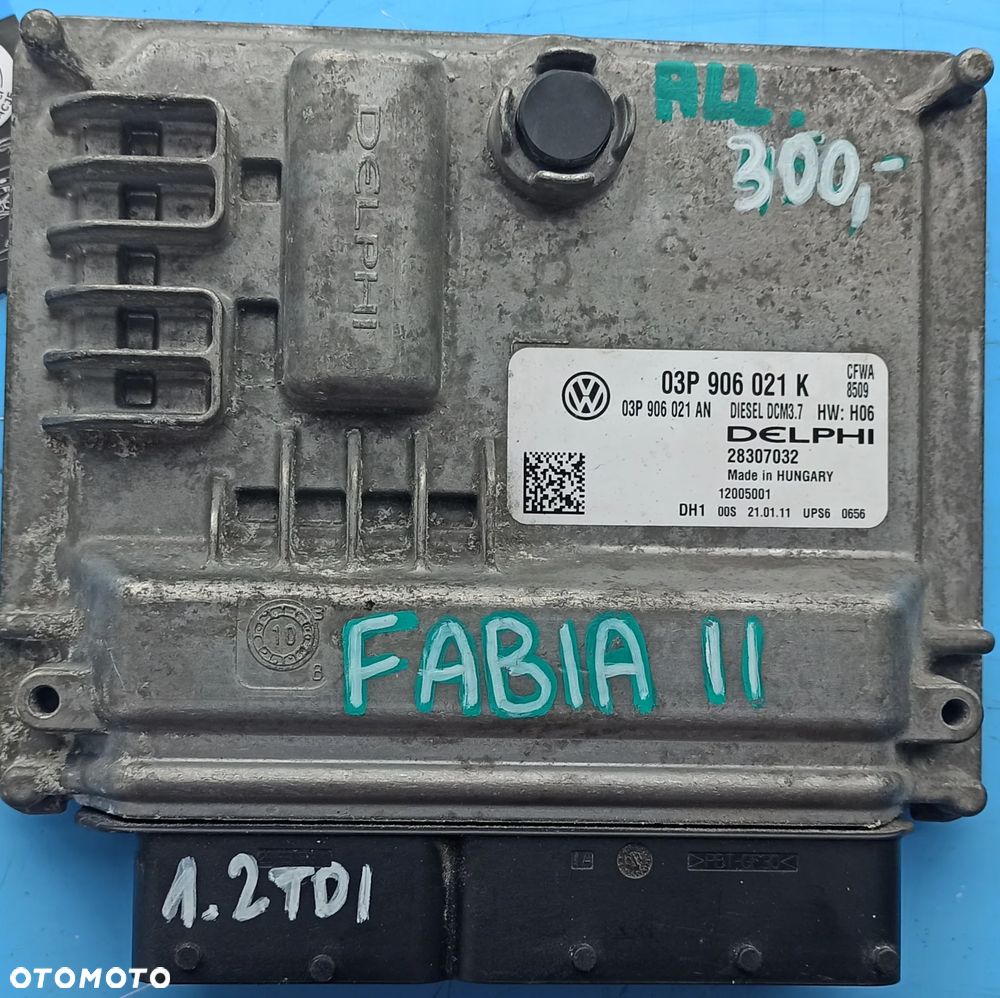 DELPHI
ALL.
300,-
03P 906 021 K
CFWA
8509
03P 906 021 AN DIESEL DCM3.7 HW: H06
DELPHI
28307032
Made in HUNGARY
12005001
DH1 00S 21.01.11 UPS6 0656
10
FABIA II
1.2TDI
OTOMOTO